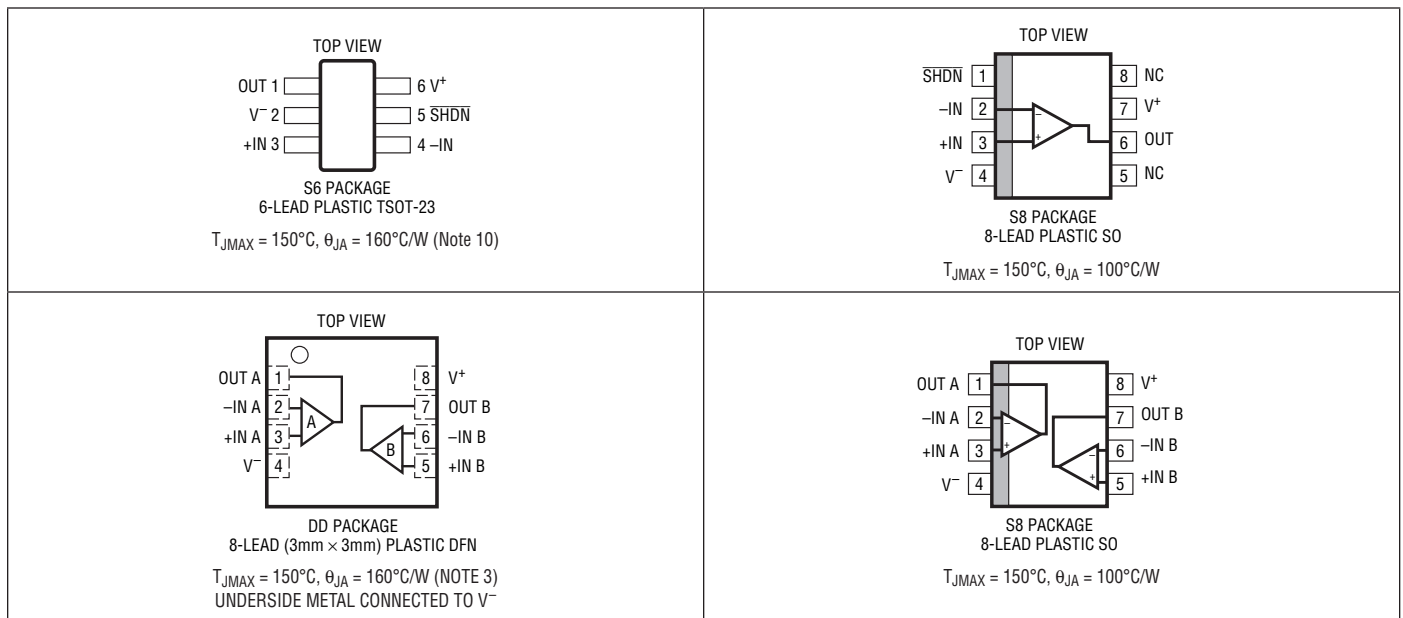 TOP VIEW
OUT 1
V– 2
+IN 3
6 V+
5 SHDN
4 –IN
S6 PACKAGE
6-LEAD PLASTIC TSOT-23
TJMAX = 150°C, θJA = 160°C/W (Note 10)
TOP VIEW
SHDN 1
–IN 2
+IN 3
V– 4
– +
8 NC
7 V+
6 OUT
5 NC
S8 PACKAGE
8-LEAD PLASTIC SO
TJMAX = 150°C, θJA = 100°C/W
TOP VIEW
OUT A 1
–IN A 2
+IN A 3
V– 4
A
B
8 V+
7 OUT B
6 –IN B
5 +IN B
DD PACKAGE
8-LEAD (3mm × 3mm) PLASTIC DFN
TJMAX = 150°C, θJA = 160°C/W (NOTE 3)
UNDERSIDE METAL CONNECTED TO V–
TOP VIEW
OUT A 1
–IN A 2
+IN A 3
V– 4
– +
– +
8 V+
7 OUT B
6 –IN B
5 +IN B
S8 PACKAGE
8-LEAD PLASTIC SO
TJMAX = 150°C, θJA = 100°C/W